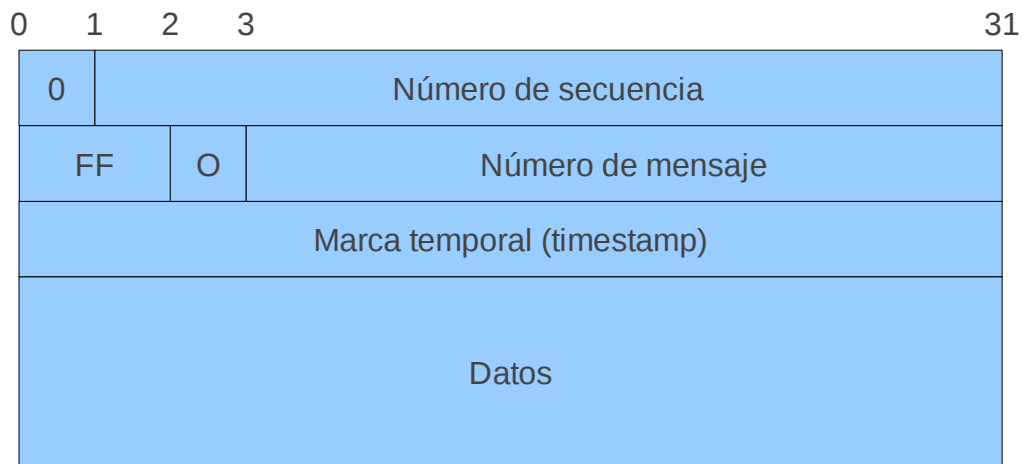 0 1 2 3 31
0 Número de secuencia
FF O Número de mensaje
Marca temporal (timestamp)
Datos